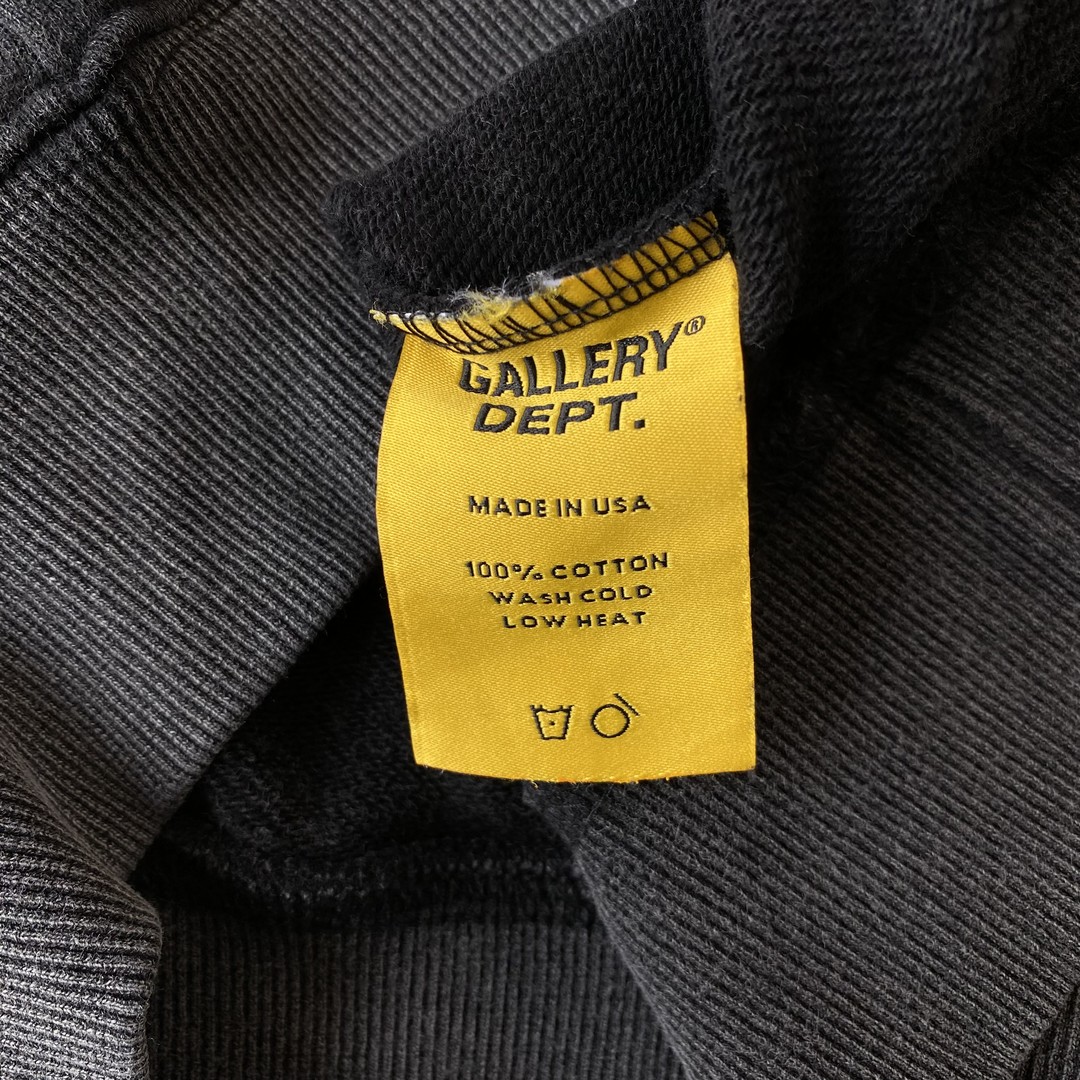 GALLERY®
DEPT.
MADE IN USA
100% COTTON
WASH COLD
LOW HEAT